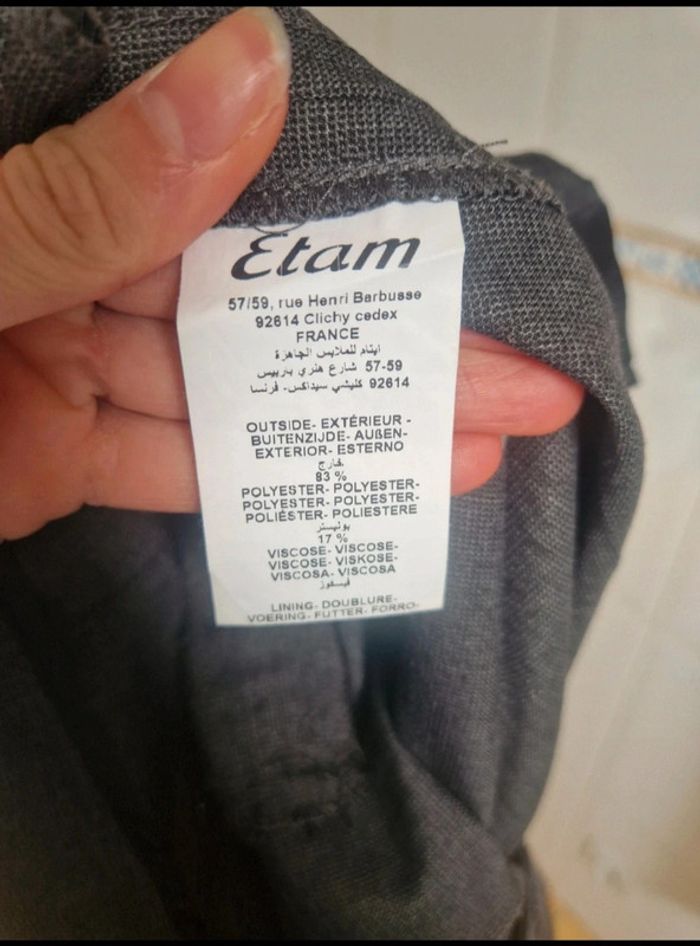 Etam
57/59, rue Henri Barbusse
92614 Clichy cedex
FRANCE
ايتام للملابس الجاهزة
57-59 شارع هنري باربيس
92614 كليشي سيداكس- فرنسا
OUTSIDE- EXTÉRIEUR -
BUITENZIJDE- AUßEN-
EXTERIOR- ESTERNO
خارج.
83 %
POLYESTER- POLYESTER-
POLYESTER- POLYESTER-
POLIÉSTER- POLIESTERE
بوليستر
17 %
VISCOSE- VISCOSE-
VISCOSE- VISKOSE-
VISCOSA- VISCOSA
فيسكوز
LINING- DOUBLURE-
VOERING- FUTTER- FORRO-